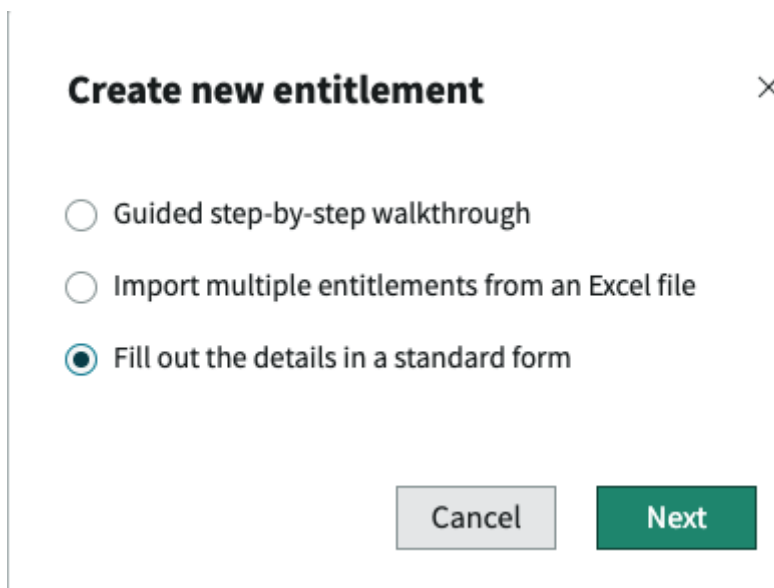 Create new entitlement
Guided step-by-step walkthrough
Import multiple entitlements from an Excel file
Fill out the details in a standard form
Cancel
Next